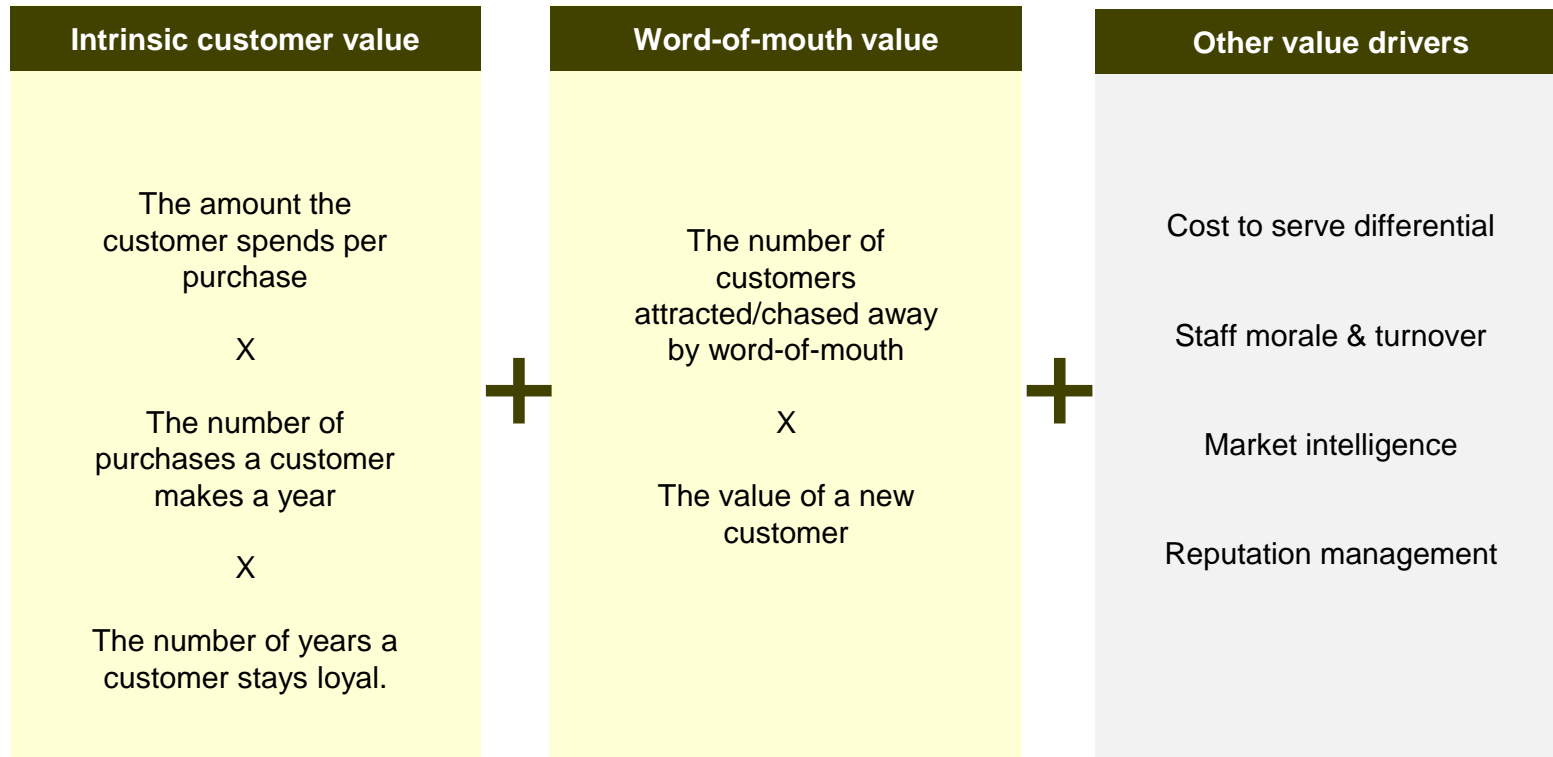 Intrinsic customer value
The amount the
customer spends per
purchase
X
The number of
purchases a customer
makes a year
X
The number of years a
customer stays loyal.
+
Word-of-mouth value
The number of
customers
attracted/chased away
by word-of-mouth
X
The value of a new
customer
+
Other value drivers
Cost to serve differential
Staff morale & turnover
Market intelligence
Reputation management